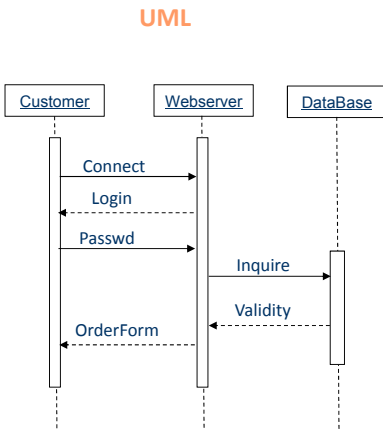 UML
Customer
Webserver
DataBase
Connect
Login
Passwd
Inquire
Validity
OrderForm